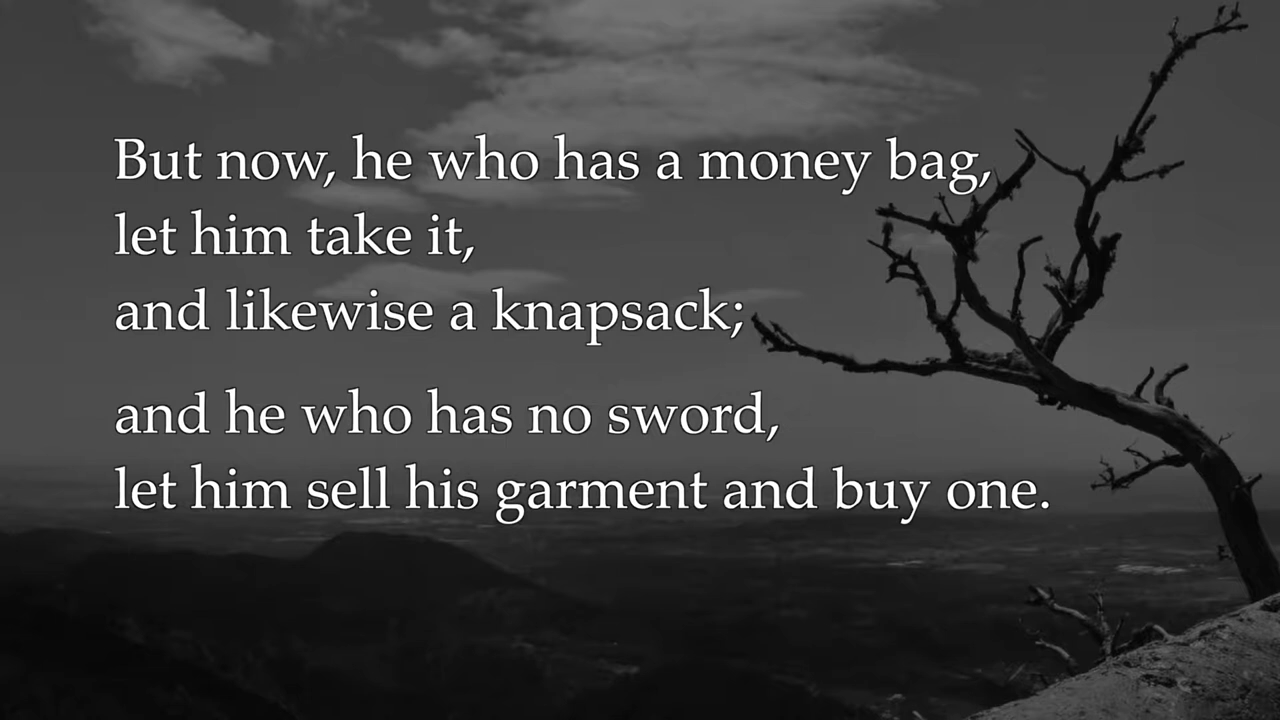 But now, he who has a money bag,
let him take it,
and likewise a knapsack;
and he who has no sword,
let him sell his garment and buy one.